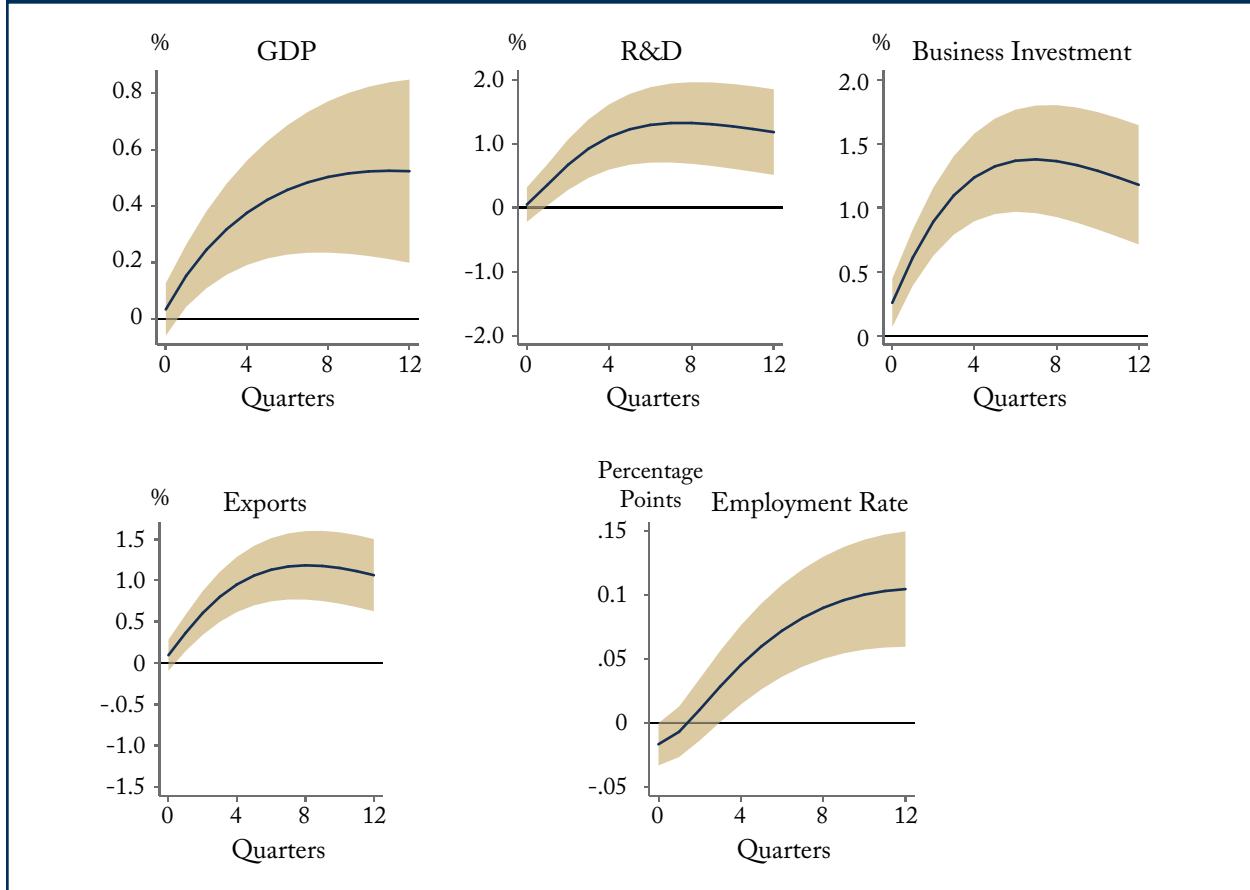 %
GDP
0.8
0.6
0.4
0.2
0
0 4 8 12
Quarters
%
R&D
2.0
1.0
0
-1.0
-2.0
0 4 8 12
Quarters
%
Business Investment
2.0
1.5
1.0
0.5
0
0 4 8 12
Quarters
%
Exports
1.5
1.0
0.5
0
-.0.5
-1.0
-1.5
0 4 8 12
Quarters
Percentage
Points
Employment Rate
.15
0.1
.05
0
-.05
0 4 8 12
Quarters